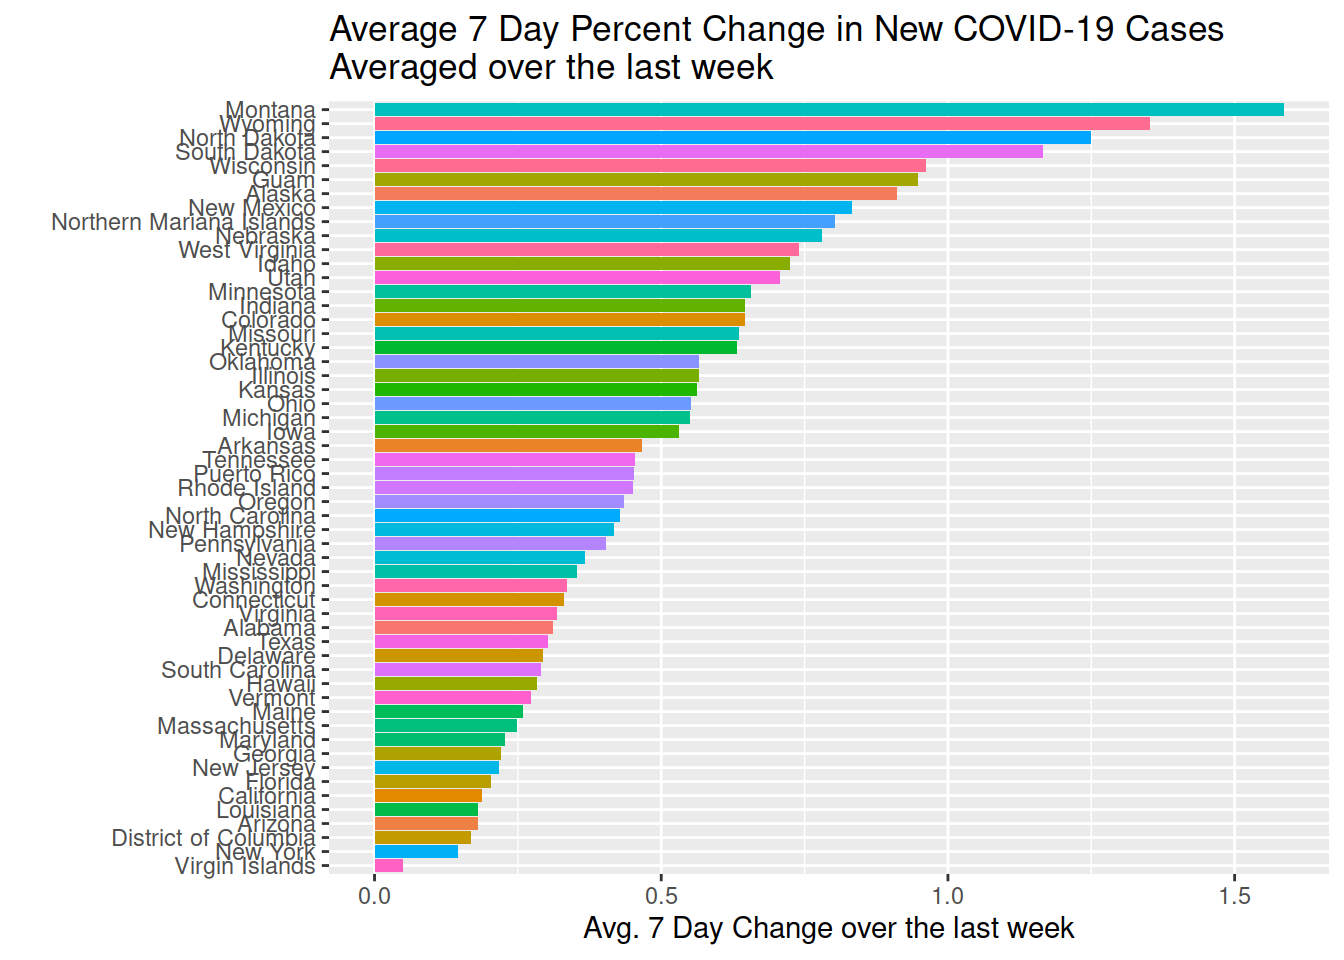 Average 7 Day Percent Change in New COVID-19 Cases
Averaged over the last week
Montana
Wyoming
North Dakota
South Dakota
Wisconsin
Guam
Alaska
New Mexico
Northern Mariana Islands
Nebraska
West Virginia
Idaho
Utah
Minnesota
Indiana
Colorado
Missouri
Kentucky
Oklahoma
Illinois
Kansas
Ohio
Michigan
Iowa
Arkansas
Tennessee
Puerto Rico
Rhode Island
Oregon
North Carolina
New Hampshire
Pennsylvania
Nevada
Mississippi
Washington
Connecticut
Virginia
Alabama
Texas
Delaware
South Carolina
Hawaii
Vermont
Maine
Massachusetts
Maryland
Georgia
New Jersey
Florida
California
Louisiana
Arizona
District of Columbia
New York
Virgin Islands
0.0 0.5 1.0 1.5
Avg. 7 Day Change over the last week